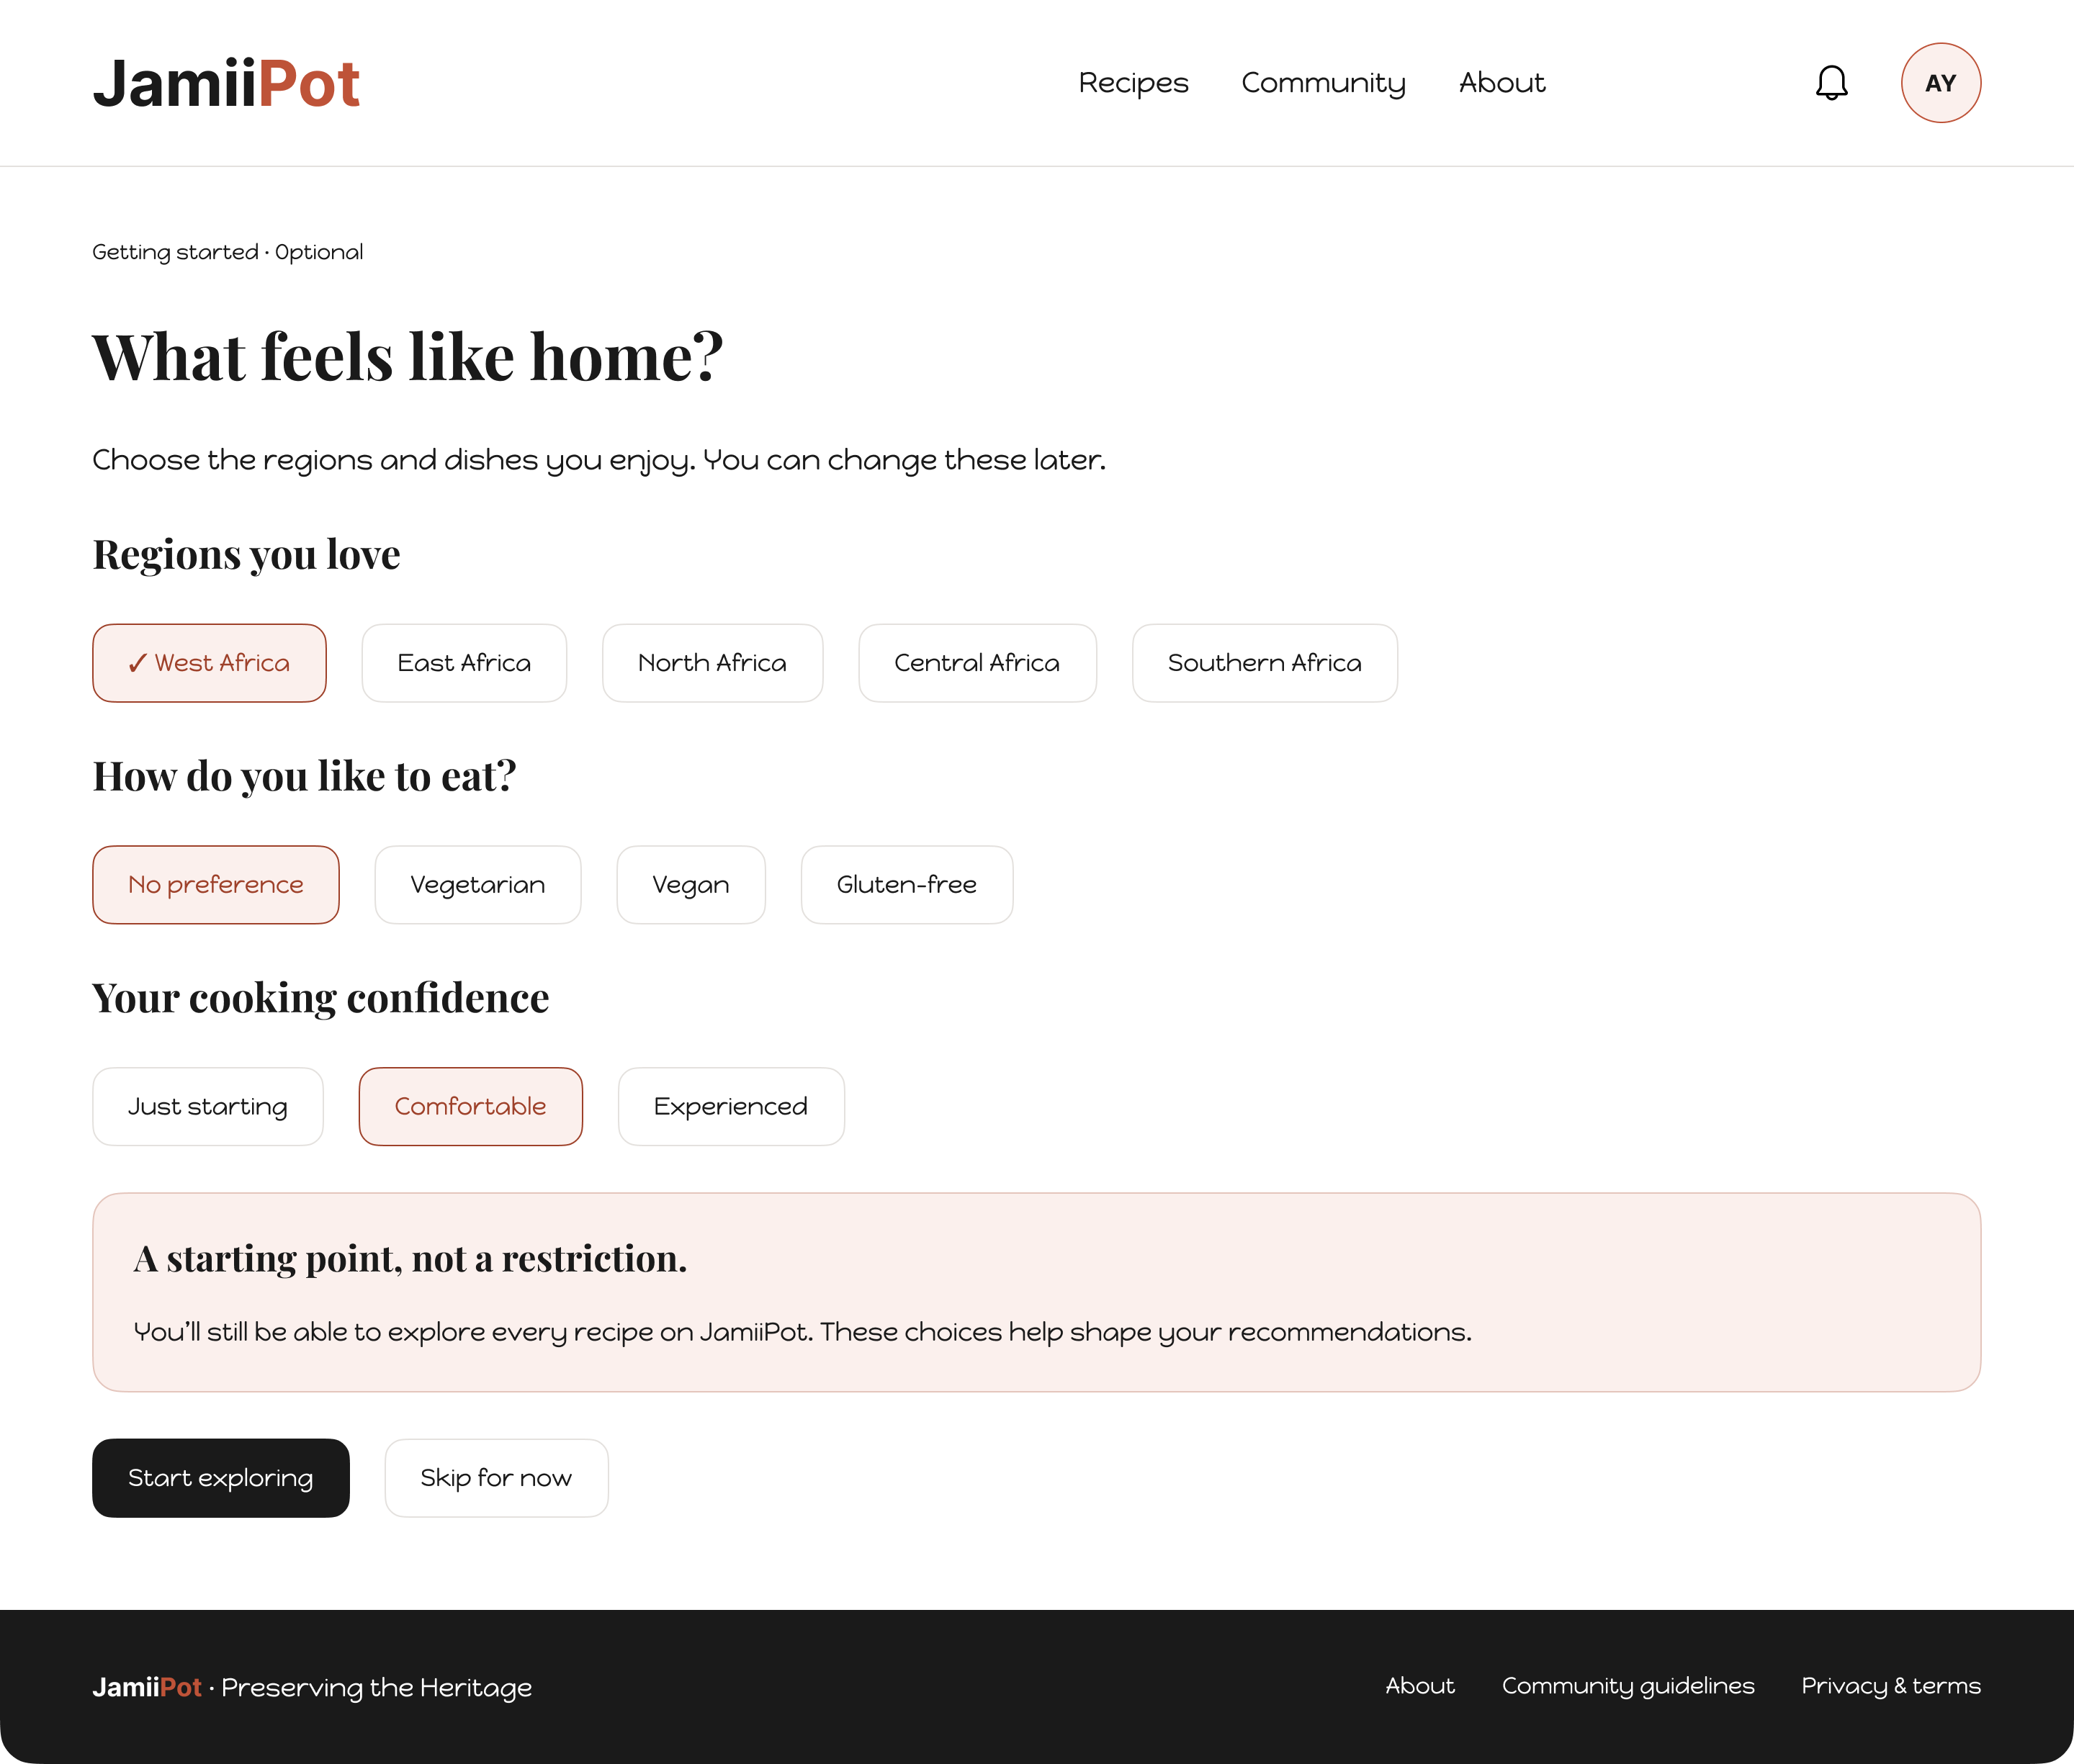 JamiiPot
Recipes Community About
AY
Getting started · Optional
What feels like home?
Choose the regions and dishes you enjoy. You can change these later.
Regions you love
✓ West Africa
East Africa
North Africa
Central Africa
Southern Africa
How do you like to eat?
No preference
Vegetarian
Vegan
Gluten-free
Your cooking confidence
Just starting
Comfortable
Experienced
A starting point, not a restriction.
You’ll still be able to explore every recipe on JamiiPot. These choices help shape your recommendations.
Start exploring
Skip for now
JamiiPot · Preserving the Heritage
About Community guidelines Privacy & terms